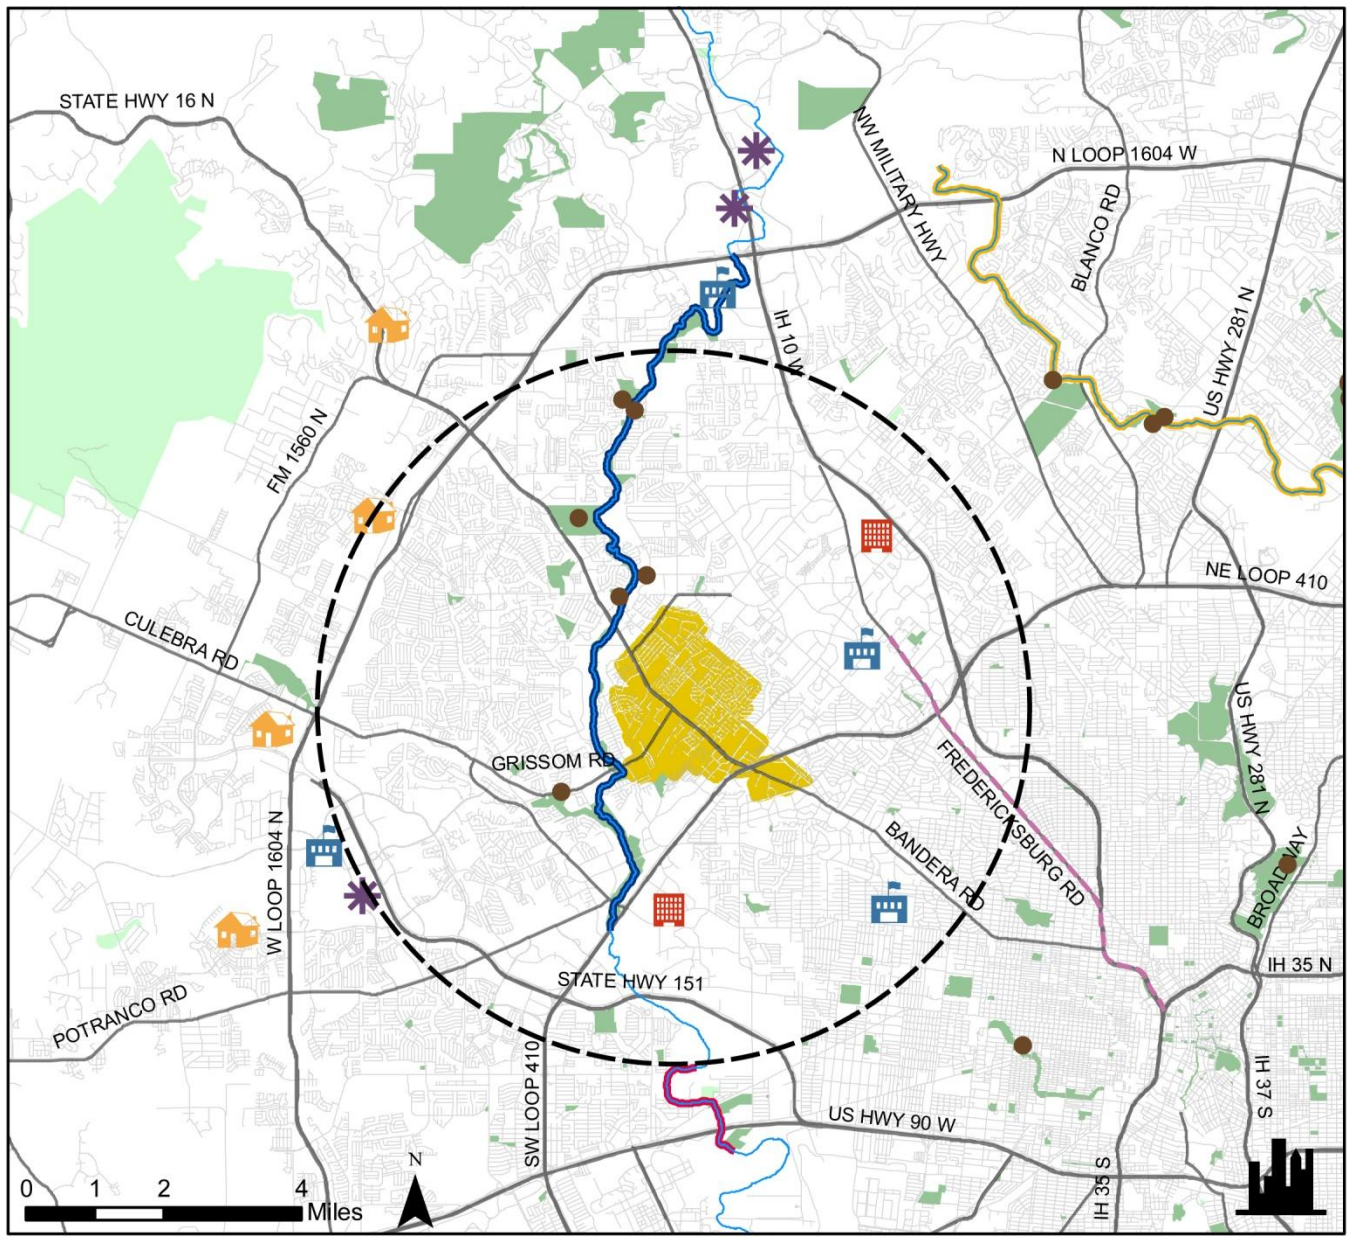 STATE HWY 16 N
N LOOP 1604 W
NW MILITARY HWY
BLANCO RD
US HWY 281 N
IH 10 W
FM 1560 N
NE LOOP 410
CULEBRA RD
US HWY 281 N
GRISSOM RD
FREDERICKSBURG RD
BANDERA RD
BROADWAY
W LOOP 1604 N
IH 35 N
STATE HWY 151
POTRANCO RD
SW LOOP 410
IH 37 S
US HWY 90 W
IH 35 S
N
0 1 2 4
Miles